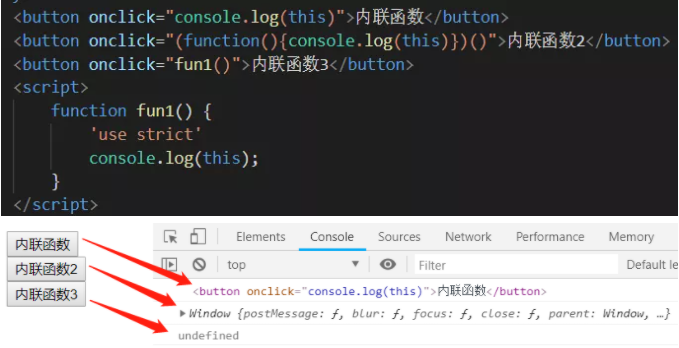 <button onclick="console.log(this)">内联函数</button>
<button onclick="(function(){console.log(this)})()">内联函数2</button>
<button onclick="fun1()">内联函数3</button>
<script>
function fun1() {
'use strict'
console.log(this);
}
</script>
内联函数
内联函数2
内联函数3
Elements Console Sources Network Performance Memory
top Filter Default le
<button onclick="console.log(this)">内联函数</button>
▶ Window {postMessage: ƒ, blur: ƒ, focus: ƒ, close: ƒ, parent: Window, …}
undefined